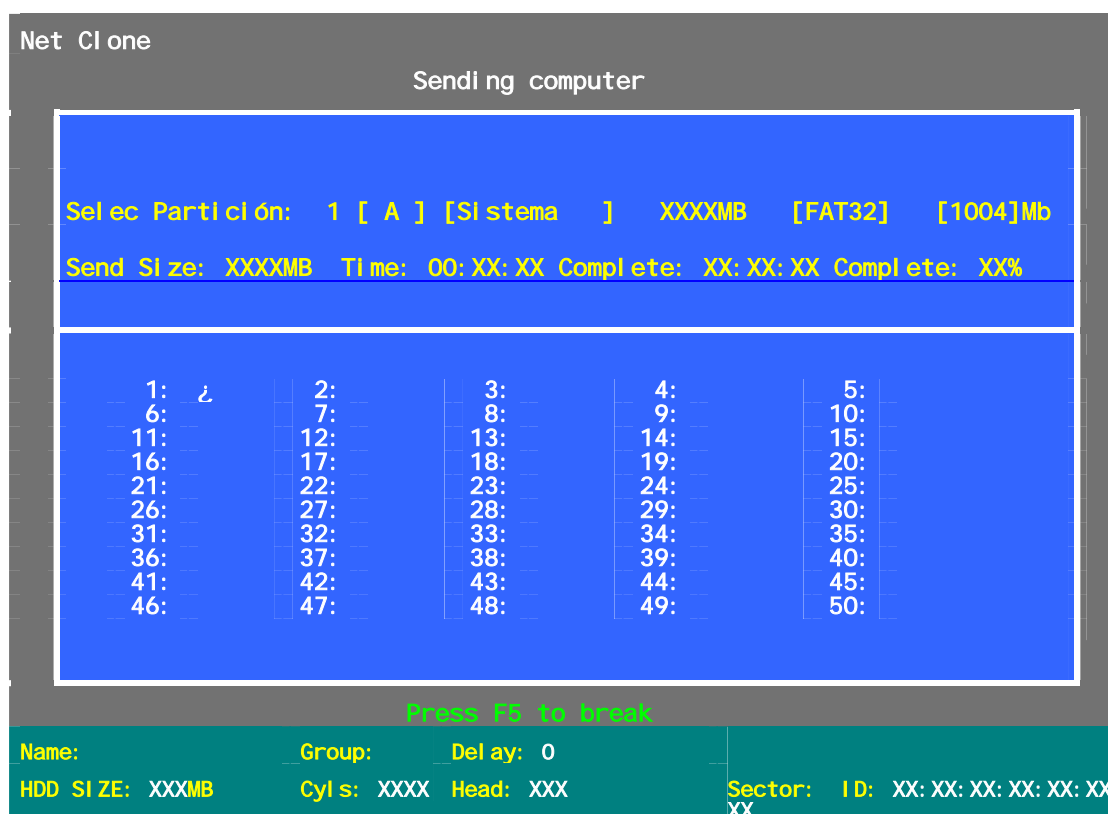 Net Clone
Sending computer
Selec Partición: 1 [ A ] [Sistema ] XXXXMB [FAT32] [1004]Mb
Send Size: XXXXMB Time: 00:XX:XX Complete: XX:XX:XX Complete: XX%
1: ¿ 2: 3: 4: 5:
6: 7: 8: 9: 10:
11: 12: 13: 14: 15:
16: 17: 18: 19: 20:
21: 22: 23: 24: 25:
26: 27: 28: 29: 30:
31: 32: 33: 34: 35:
36: 37: 38: 39: 40:
41: 42: 43: 44: 45:
46: 47: 48: 49: 50:
Press F5 to break
Name: Group: Delay: 0
HDD SIZE: XXXMB Cyls: XXXX Head: XXX Sector: ID: XX:XX:XX:XX:XX:XX
XX